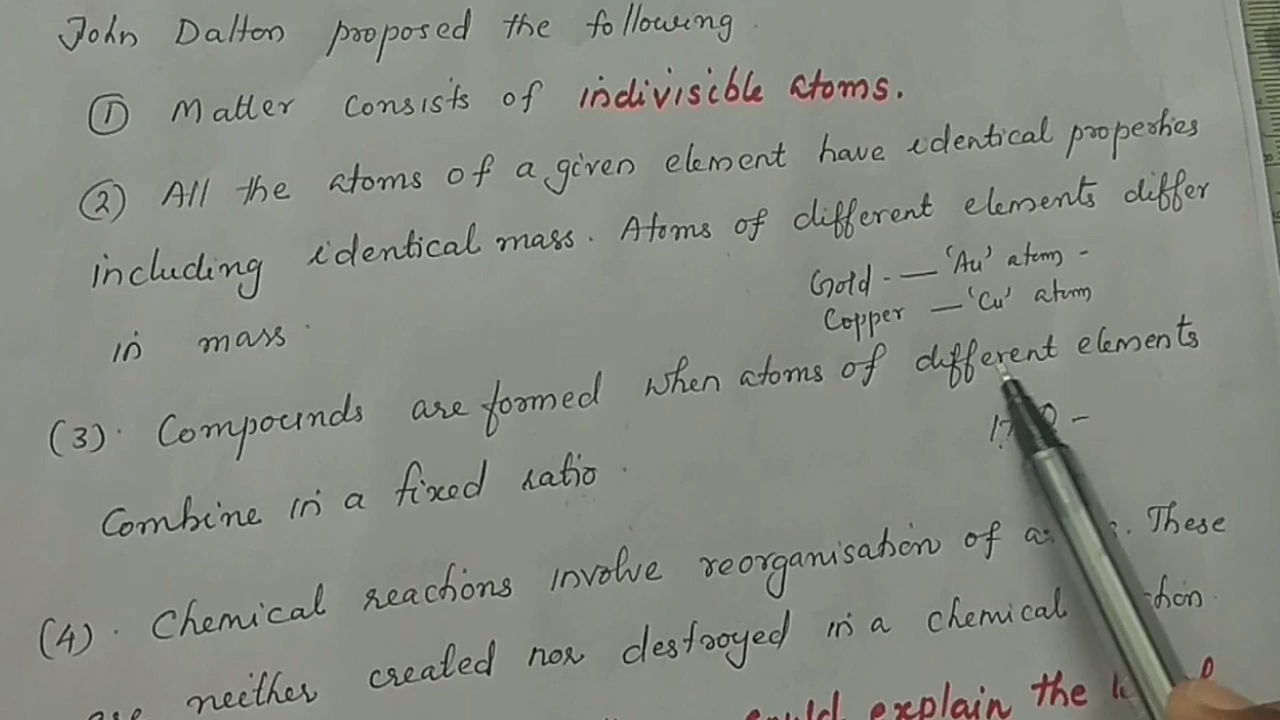 John Dalton proposed the following
① Matter consists of indivisible atoms.
② All the atoms of a given element have identical properties
including identical mass. Atoms of different elements differ
in mass.
Gold - — 'Au' atom -
Copper — 'Cu' atom
(3). Compounds are formed when atoms of different elements
Combine in a fixed ratio.
(4). Chemical reactions involve reorganisation of These
are neither created nor destroyed in a chemical
could explain the